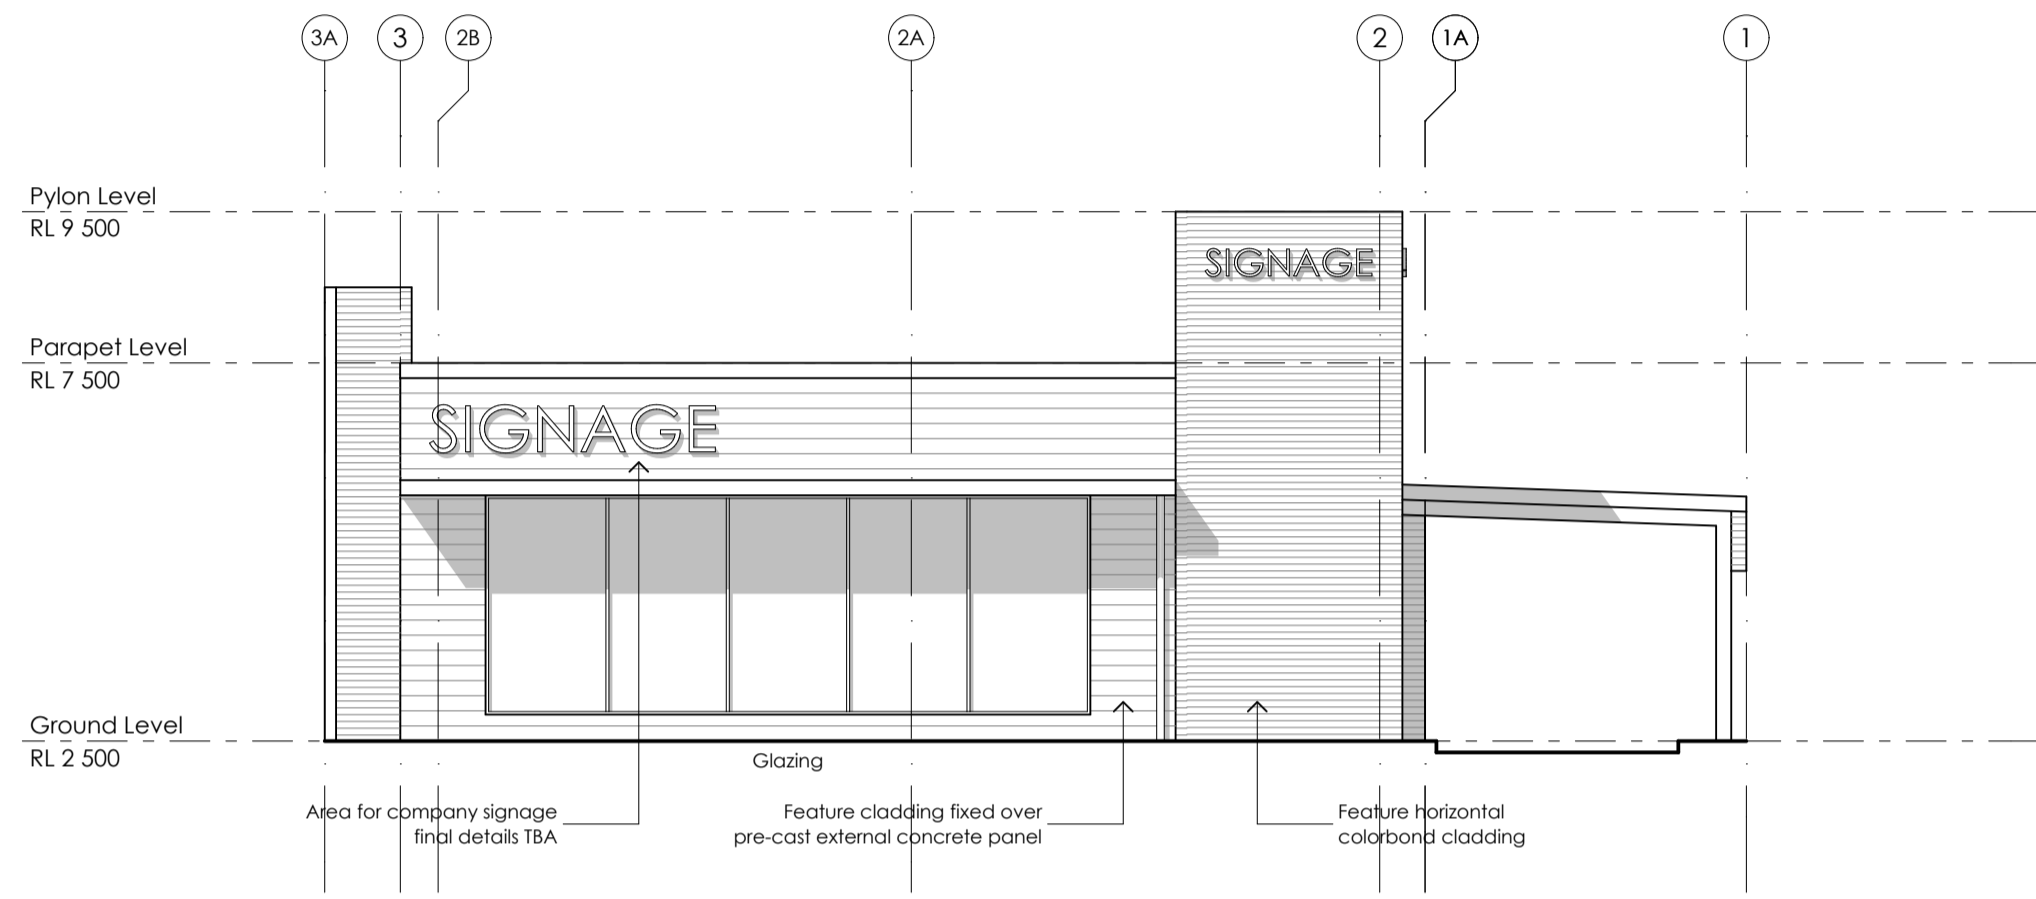 3A 3 2B 2A 2 1A 1
Pylon Level
RL 9 500
SIGNAGE
Parapet Level
RL 7 500
SIGNAGE
Ground Level
RL 2 500
Glazing
Area for company signage
final details TBA
Feature cladding fixed over
pre-cast external concrete panel
Feature horizontal
colorbond cladding